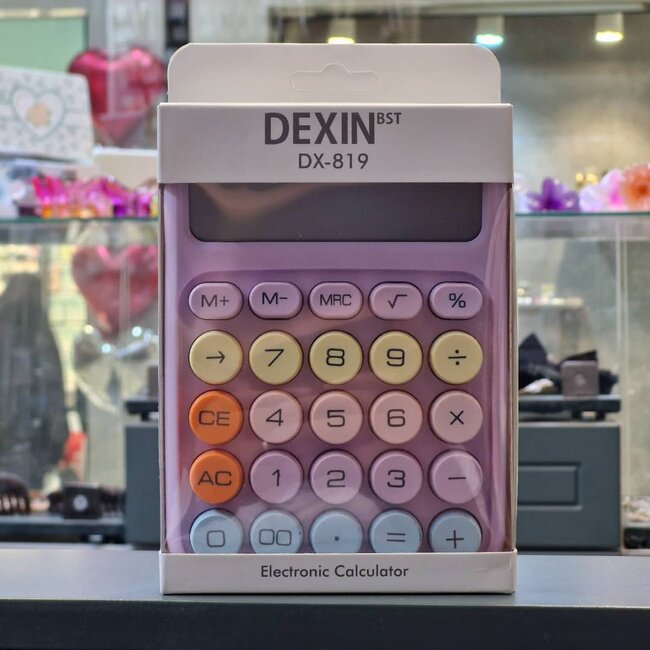 DEXIN BST
DX-819
M+ M- MRC √ %
→ 7 8 9 ÷
CE 4 5 6 ×
AC 1 2 3 −
0 00 . = +
Electronic Calculator